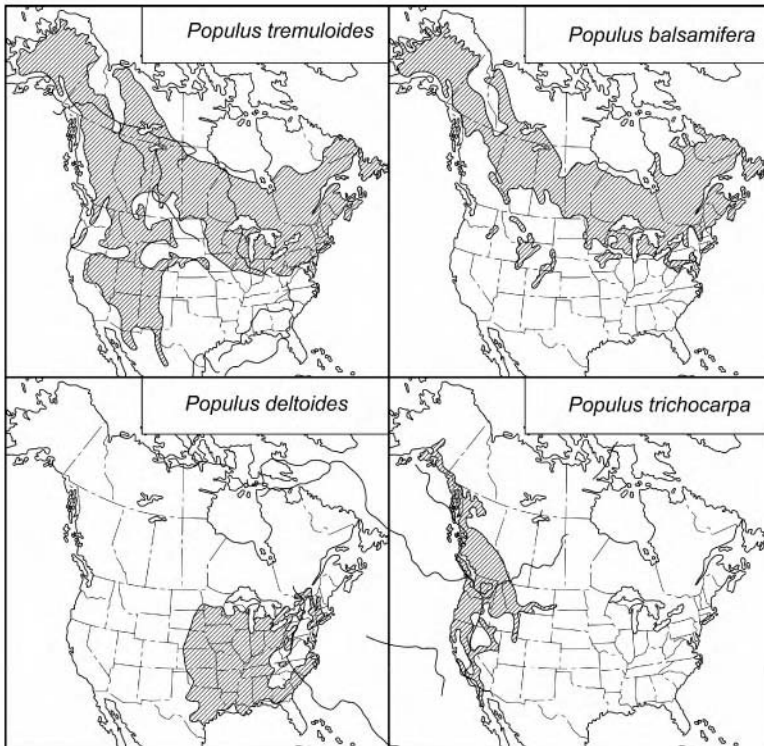 Populus tremuloides
Populus balsamifera
Populus deltoides
Populus trichocarpa